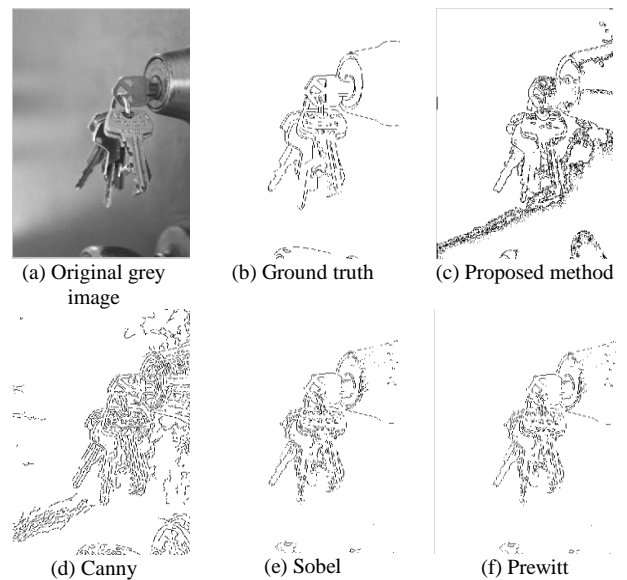 (a) Original grey
image
(b) Ground truth
(c) Proposed method
(d) Canny
(e) Sobel
(f) Prewitt